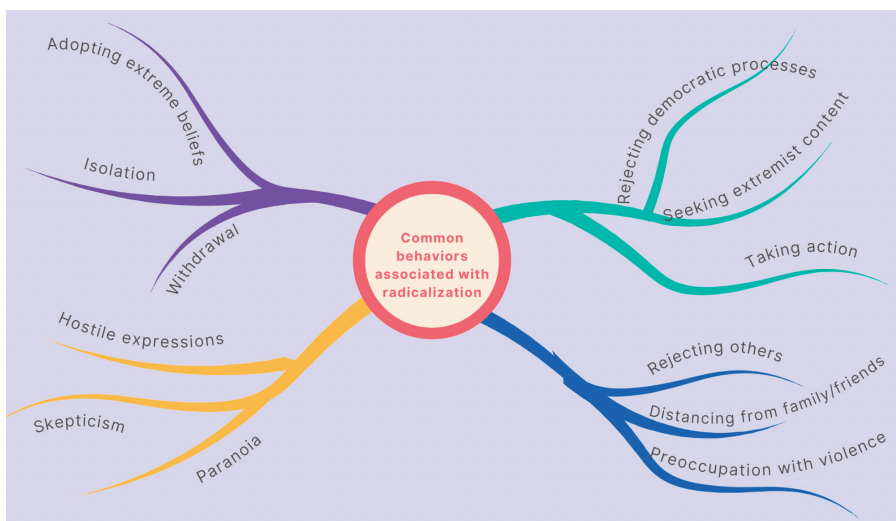 Adopting extreme beliefs
Isolation
Withdrawal
Hostile expressions
Skepticism
Paranoia
Common
behaviors
associated with
radicalization
Rejecting democratic processes
Seeking extremist content
Taking action
Rejecting others
Distancing from family/friends
Preoccupation with violence